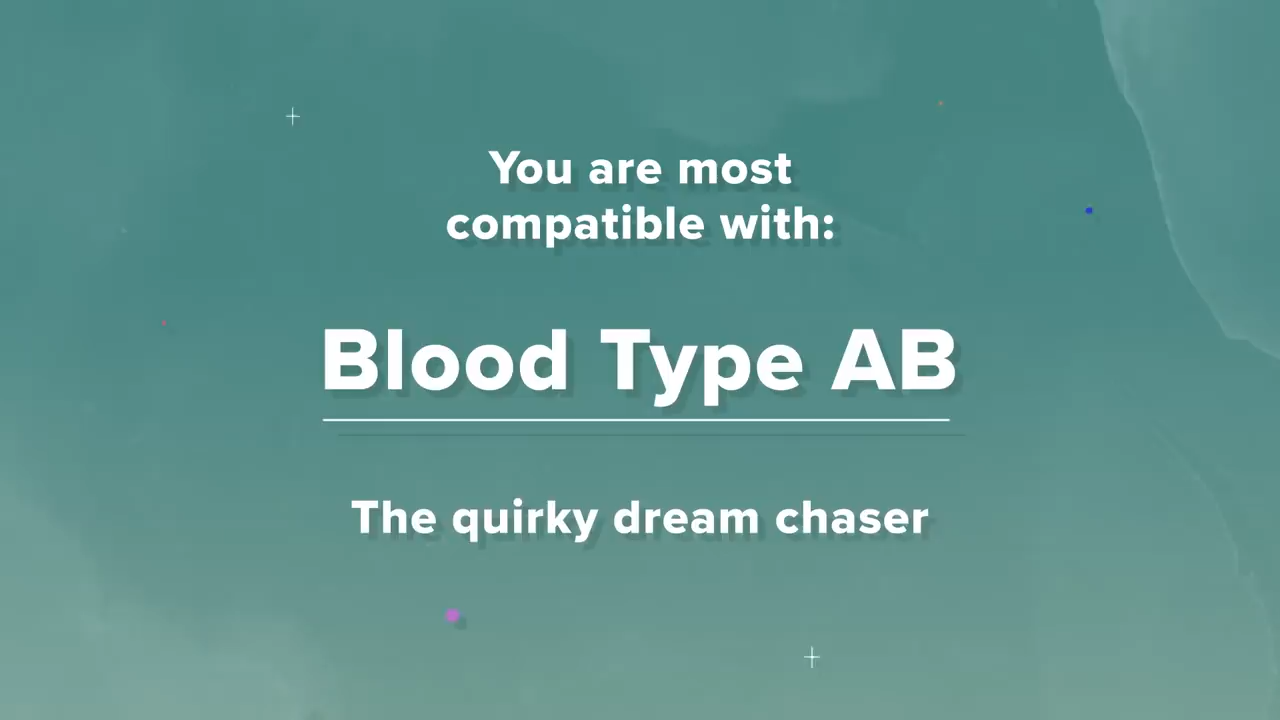 You are most
compatible with:
Blood Type AB
The quirky dream chaser